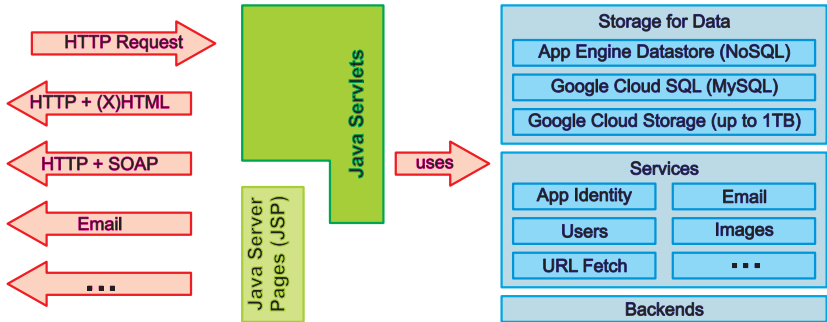 HTTP Request
HTTP + (X)HTML
HTTP + SOAP
Email
...
Java Servlets
Java Server
Pages (JSP)
uses
Storage for Data
App Engine Datastore (NoSQL)
Google Cloud SQL (MySQL)
Google Cloud Storage (up to 1TB)
Services
App Identity
Email
Users
Images
URL Fetch
...
Backends